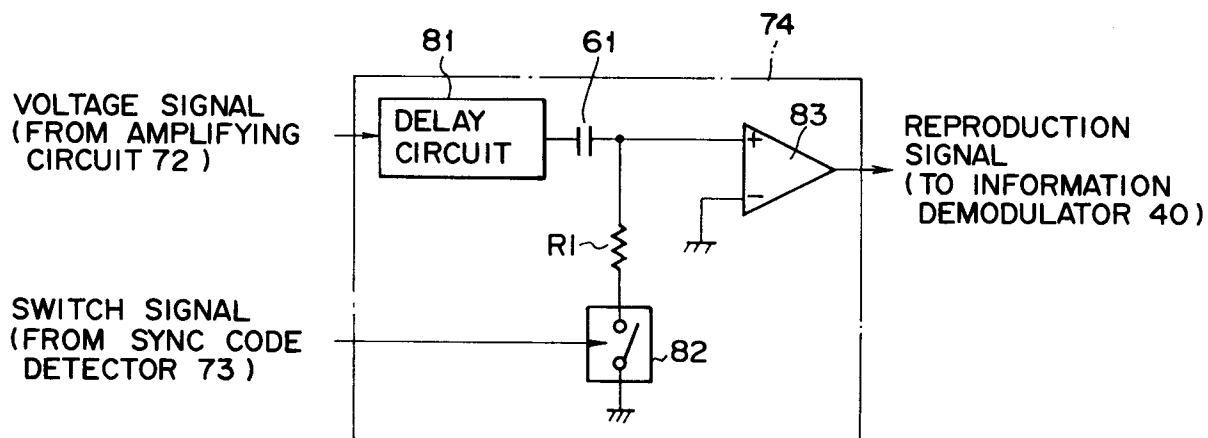 81
61
74
VOLTAGE SIGNAL
(FROM AMPLIFYING
CIRCUIT 72)
DELAY
CIRCUIT
+
83
-
REPRODUCTION
SIGNAL
(TO INFORMATION
DEMODULATOR 40)
R1
SWITCH SIGNAL
(FROM SYNC CODE
DETECTOR 73)
82